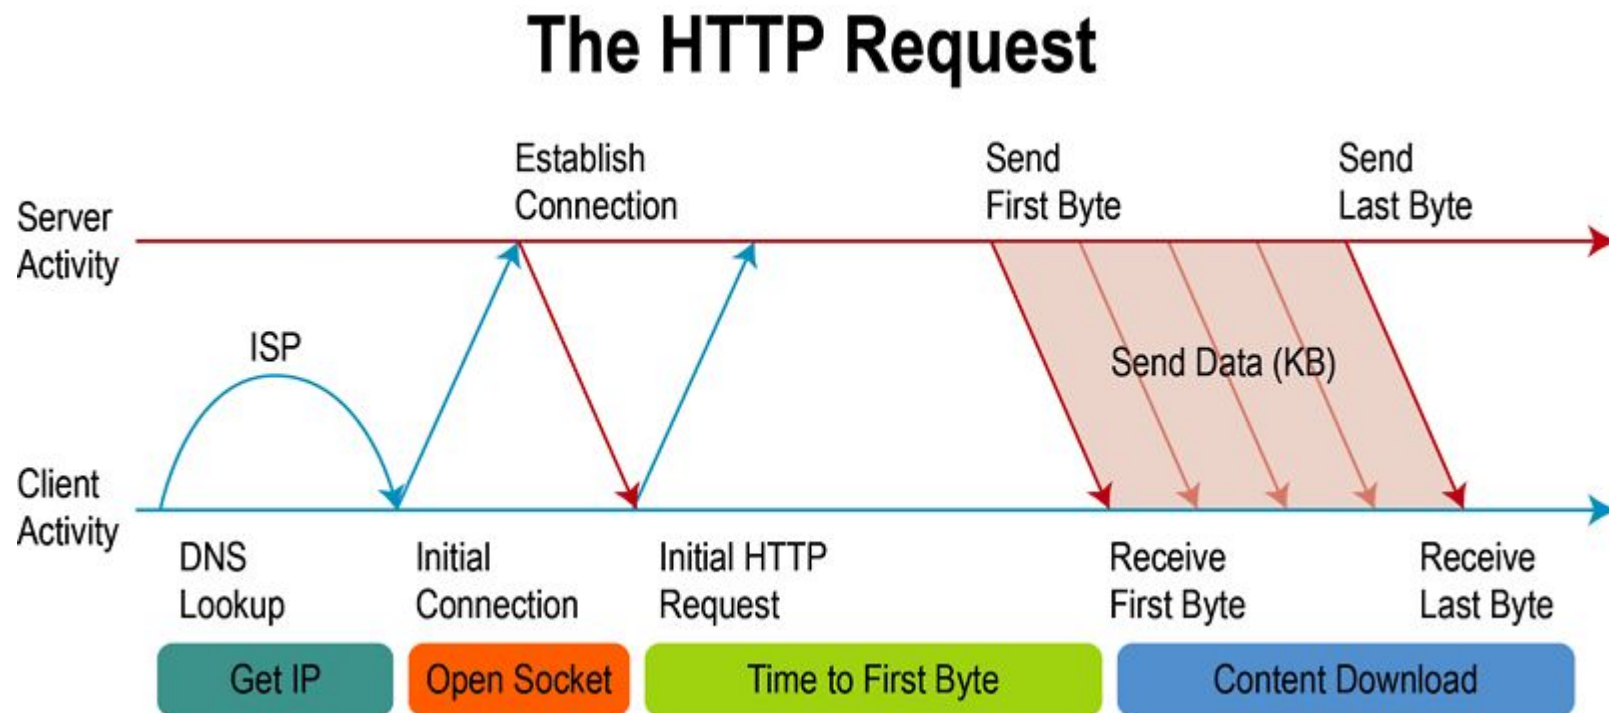 The HTTP Request
Establish
Connection
Send
First Byte
Send
Last Byte
Server
Activity
ISP
Send Data (KB)
Client
Activity
DNS
Lookup
Initial
Connection
Initial HTTP
Request
Receive
First Byte
Receive
Last Byte
Get IP
Open Socket
Time to First Byte
Content Download